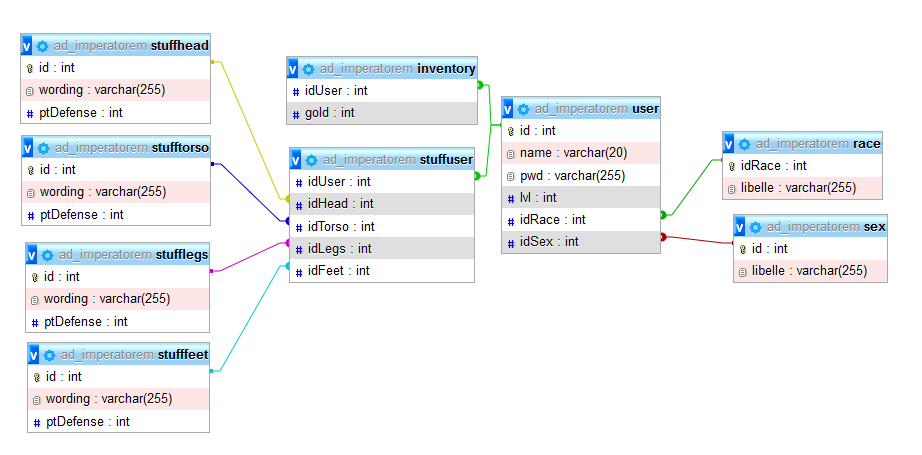 ad_imperatorem stuffhead
id : int
wording : varchar(255)
# ptDefense : int
ad_imperatorem stufftorso
id : int
wording : varchar(255)
# ptDefense : int
ad_imperatorem stufflegs
id : int
wording : varchar(255)
# ptDefense : int
ad_imperatorem stufffeet
id : int
wording : varchar(255)
# ptDefense : int
v ad_imperatorem inventory
# idUser : int
# gold : int
v ad_imperatorem stuffuser
# idUser : int
# idHead : int
# idTorso : int
# idLegs : int
# idFeet : int
v ad_imperatorem user
id : int
name : varchar(20)
pwd : varchar(255)
# lvl : int
# idRace : int
# idSex : int
v ad_imperatorem race
idRace : int
libelle : varchar(255)
v ad_imperatorem sex
id : int
libelle : varchar(255)